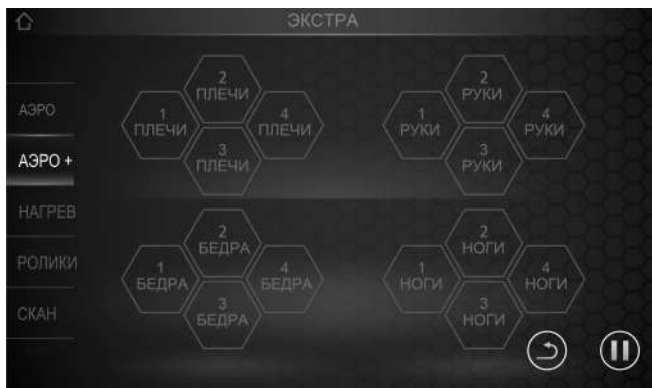 ЭКСТРА
АЭРО
АЭРО +
НАГРЕВ
РОЛИКИ
СКАН
1
ПЛЕЧИ
2
ПЛЕЧИ
3
ПЛЕЧИ
4
ПЛЕЧИ
1
РУКИ
2
РУКИ
3
РУКИ
4
РУКИ
1
БЕДРА
2
БЕДРА
3
БЕДРА
4
БЕДРА
1
НОГИ
2
НОГИ
3
НОГИ
4
НОГИ